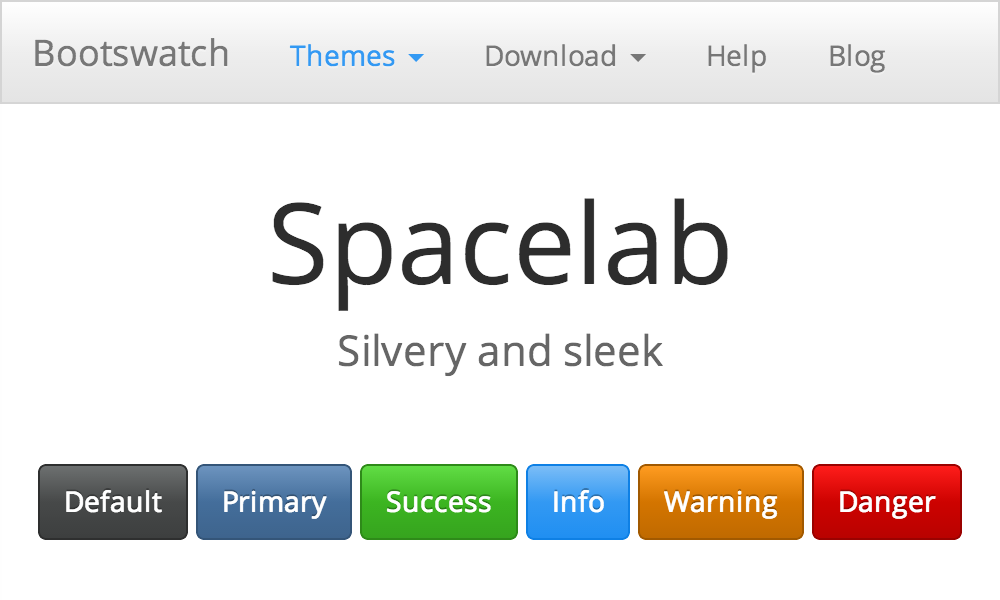 Bootswatch Themes Download Help Blog
Spacelab
Silvery and sleek
Default Primary Success Info Warning Danger